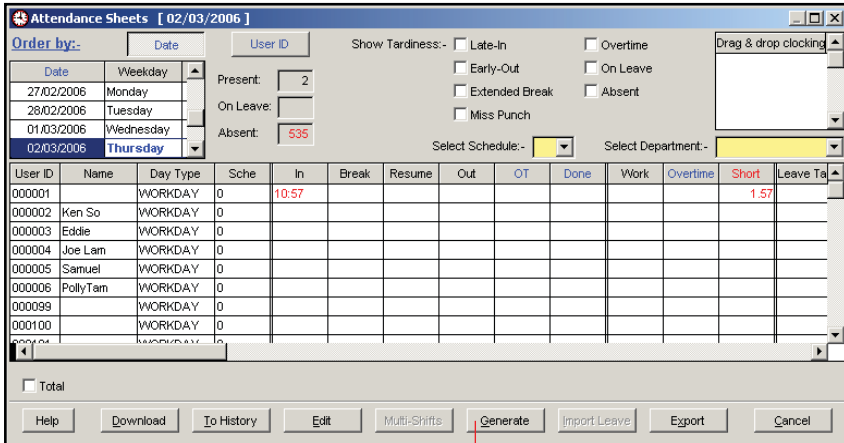 Attendance Sheets [ 02/03/2006 ]
Order by:- Date User ID Show Tardiness:- Late-In Overtime Drag & drop clocking
Early-Out On Leave
Extended Break Absent
Miss Punch
Date Weekday
27/02/2006 Monday
28/02/2006 Tuesday
01/03/2006 Wednesday
02/03/2006 Thursday
Present: 2
On Leave:
Absent: 535
Select Schedule:- Select Department:-
User ID Name Day Type Sche In Break Resume Out OT Done Work Overtime Short Leave Ta
000001 WORKDAY 0 10:57 1.57
000002 Ken So WORKDAY 0
000003 Eddie WORKDAY 0
000004 Joe Lam WORKDAY 0
000005 Samuel WORKDAY 0
000006 PollyTam WORKDAY 0
000099 WORKDAY 0
000100 WORKDAY 0
Total
Help Download To History Edit Multi-Shifts Generate Import Leave Export Cancel